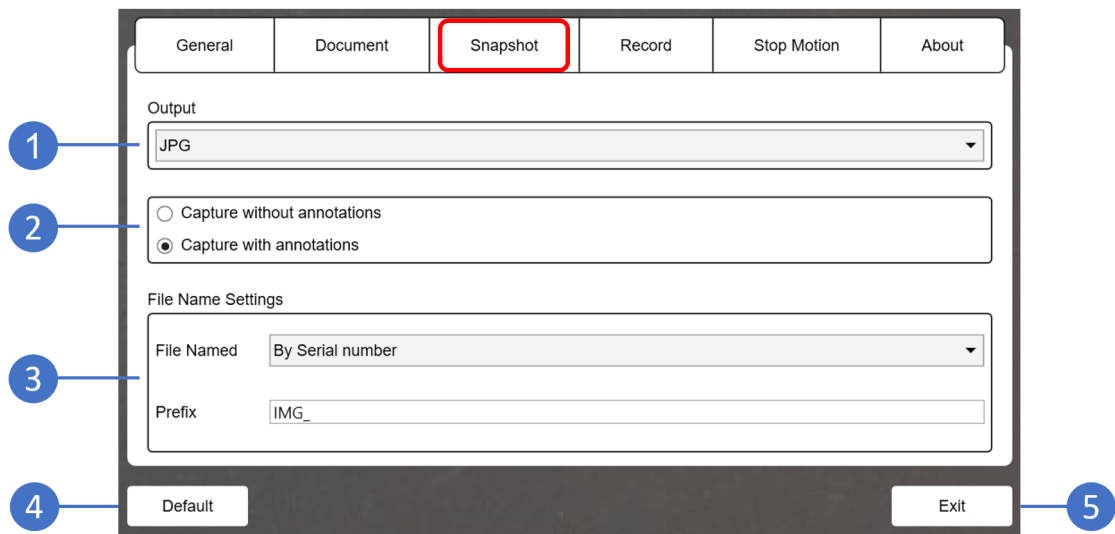 General Document Snapshot Record Stop Motion About
Output
1
JPG
2
Capture without annotations
Capture with annotations
File Name Settings
3
File Named By Serial number
Prefix IMG_
4 Default Exit 5